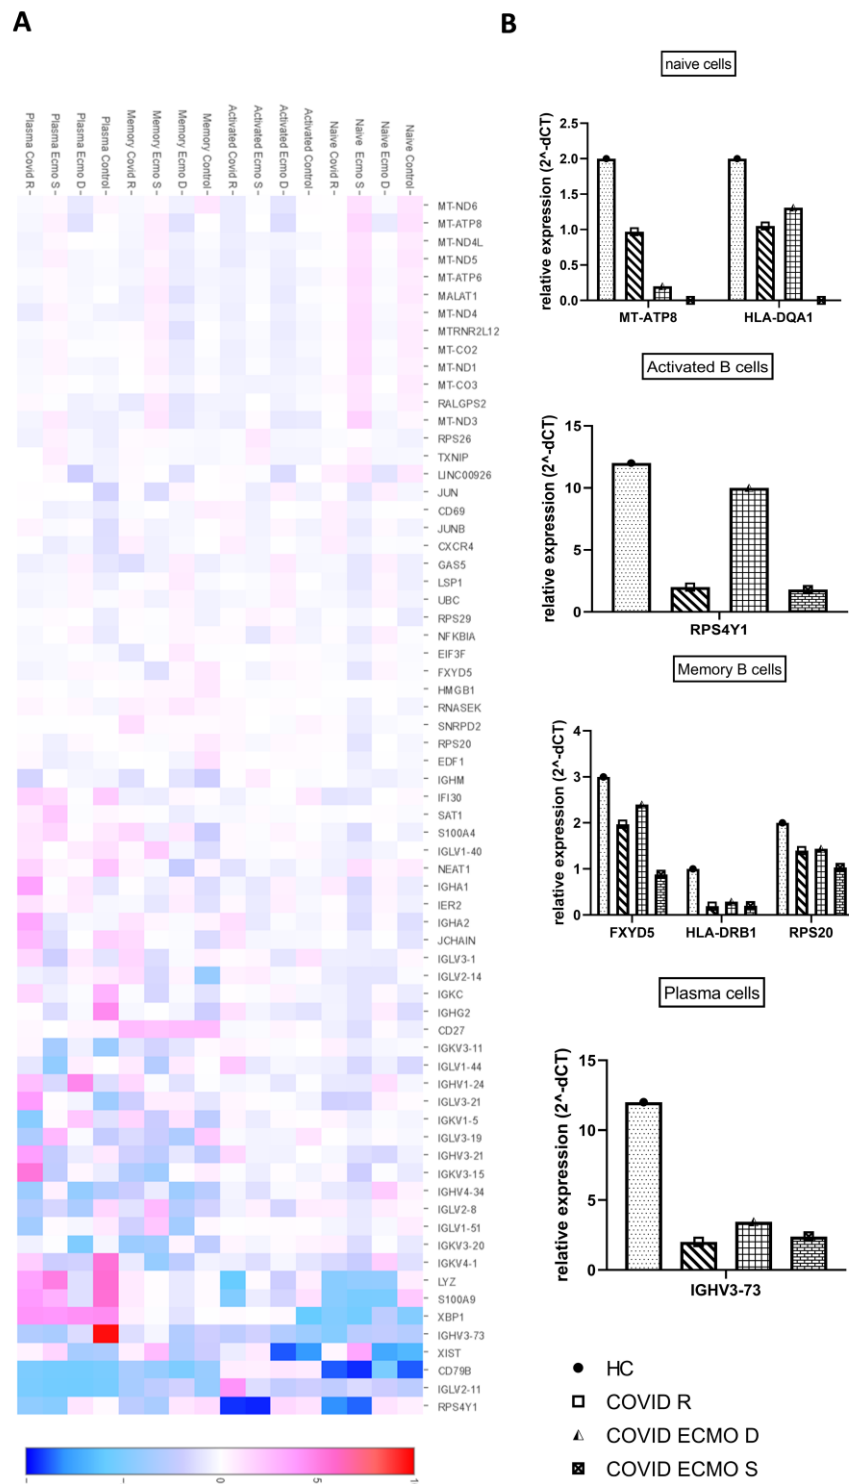 A
B
Plasma Covid R
Plasma Ecmo S
Plasma Ecmo D
Plasma Control
Memory Covid R
Memory Ecmo S
Memory Ecmo D
Memory Control
Activated Covid R
Activated Ecmo S
Activated Ecmo D
Activated Control
Naive Covid R
Naive Ecmo S
Naive Ecmo D
Naive Control
MT-ND6
MT-ATP8
MT-ND4L
MT-ND5
MT-ATP6
MALAT1
MT-ND4
MTRNR2L12
MT-CO2
MT-ND1
MT-CO3
RALGPS2
MT-ND3
RPS26
TXNIP
LINC00926
JUN
CD69
JUNB
CXCR4
GAS5
LSP1
UBC
RPS29
NFKBIA
EIF3F
FXYD5
HMGB1
RNASEK
SNRPD2
RPS20
EDF1
IGHM
IFI30
SAT1
S100A4
IGLV1-40
NEAT1
IGHA1
IER2
IGHA2
JCHAIN
IGLV3-1
IGLV2-14
IGKC
IGHG2
CD27
IGKV3-11
IGLV1-44
IGHV1-24
IGLV3-21
IGKV1-5
IGLV3-19
IGHV3-21
IGKV3-15
IGHV4-34
IGLV2-8
IGLV1-51
IGKV3-20
IGKV4-1
LYZ
S100A9
XBP1
IGHV3-73
XIST
CD79B
IGLV2-11
RPS4Y1
0
5
1
naive cells
relative expression (2^-dCT)
2.5
2.0
1.5
1.0
0.5
0.0
MT-ATP8 HLA-DQA1
Activated B cells
relative expression (2^-dCT)
15
10
5
0
RPS4Y1
Memory B cells
relative expression (2^-dCT)
4
3
2
1
0
FXYD5 HLA-DRB1 RPS20
Plasma cells
relative expression (2^-dCT)
15
10
5
0
IGHV3-73
HC
COVID R
COVID ECMO D
COVID ECMO S